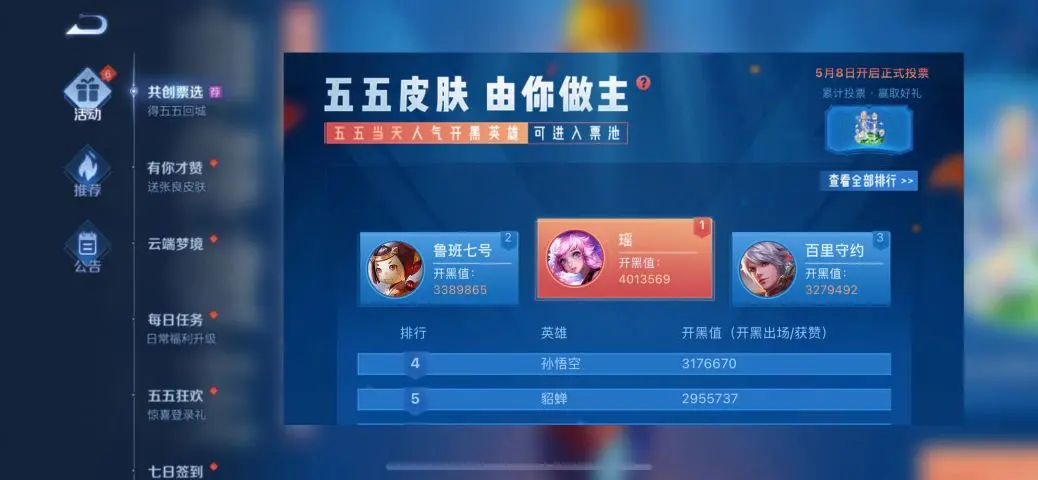 6
活动
推荐
公告
共创票选 荐
得五五回城
有你才赞
送张良皮肤
云端梦境
每日任务
日常福利升级
五五狂欢
惊喜登录礼
七日签到
五五皮肤 由你做主 ?
五五当天人气开黑英雄 可进入票池
5月8日开启正式投票
累计投票·赢取好礼
查看全部排行 >>
2
鲁班七号
开黑值：
3389865
1
瑶
开黑值：
4013569
3
百里守约
开黑值：
3279492
排行 英雄 开黑值（开黑出场/获赞）
4 孙悟空 3176670
5 貂蝉 2955737